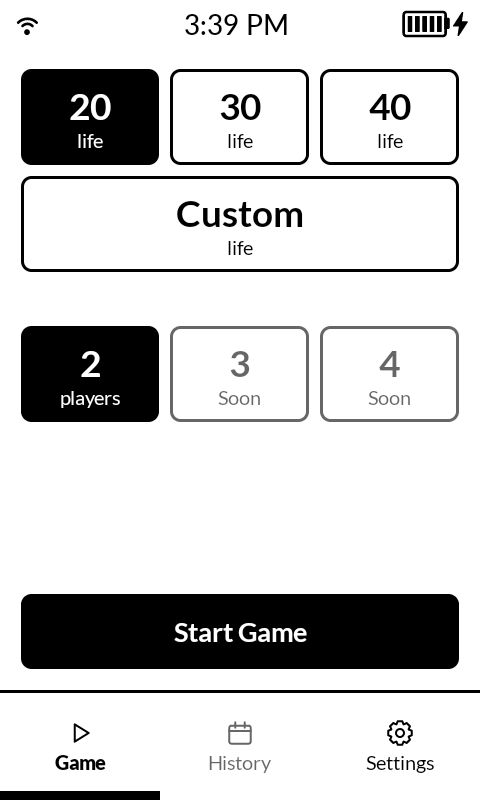 3:39 PM
20 30 40
life life life
Custom
life
2 3 4
players Soon Soon
Start Game
Game History Settings